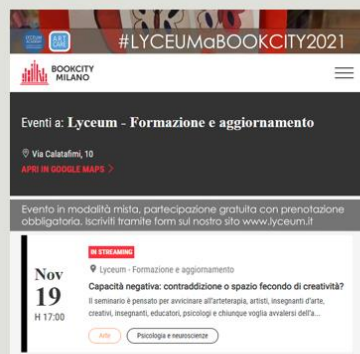 #LYCEUMaBOOKCITY2021
BOOKCITY
MILANO
Eventi a: Lyceum - Formazione e aggiornamento
Via Calatafimi, 10
APRI IN GOOGLE MAPS >
Evento in modalità mista, partecipazione gratuita con prenotazione
obbligatoria. Iscriviti tramite form sul nostro sito www.lyceum.it
IN STREAMING
Nov
19
H 17:00
Lyceum - Formazione e aggiornamento
Capacità negativa: contraddizione o spazio fecondo di creatività?
Il seminario è pensato per avvicinare all'arteterapia, artisti, insegnanti d'arte,
creativi, insegnanti, educatori, psicologi e chiunque voglia avvalersi dell'a...
Arte
Psicologia e neuroscienze